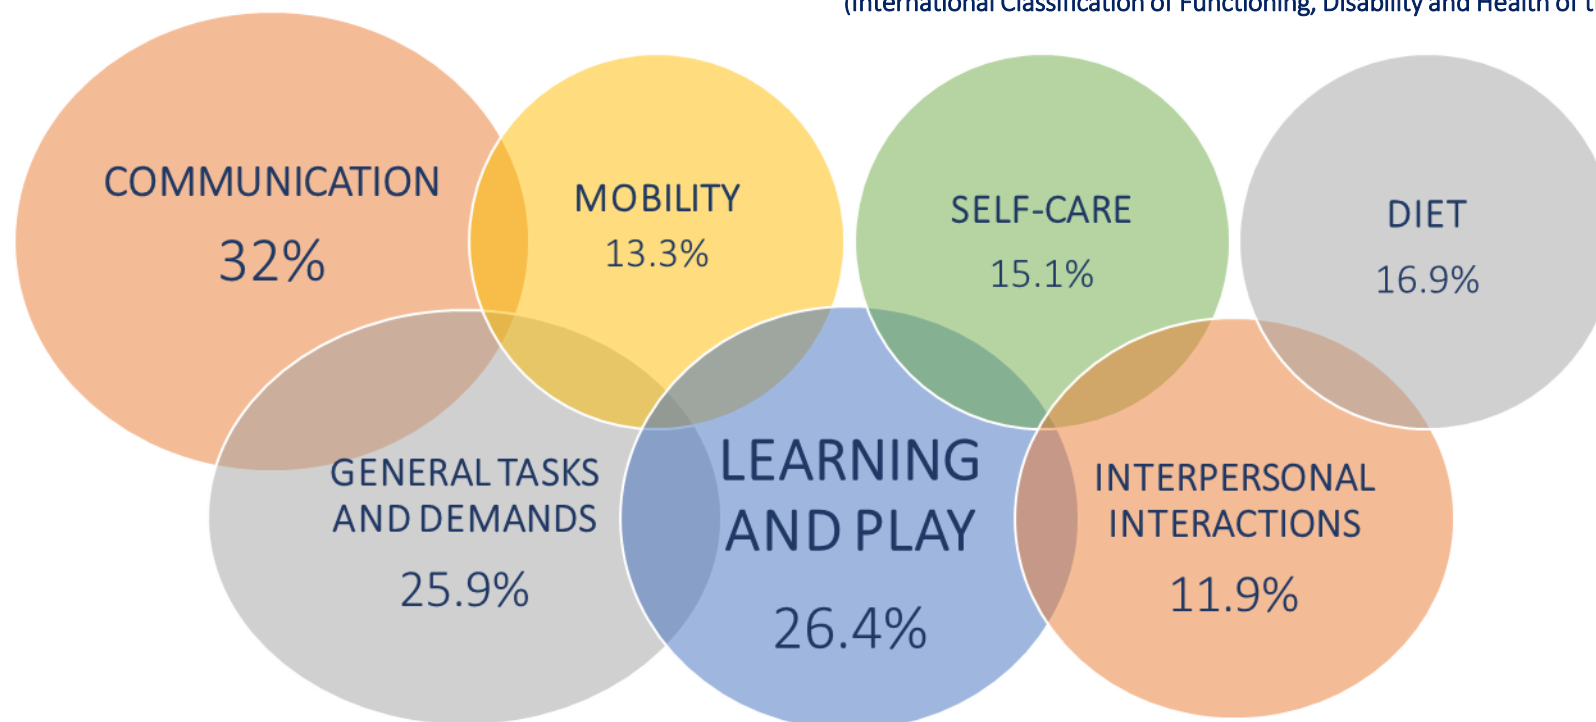 (International Classification of Functioning, Disability and Health of
COMMUNICATION
32%
MOBILITY
13.3%
SELF-CARE
15.1%
DIET
16.9%
GENERAL TASKS
AND DEMANDS
25.9%
LEARNING
AND PLAY
26.4%
INTERPERSONAL
INTERACTIONS
11.9%